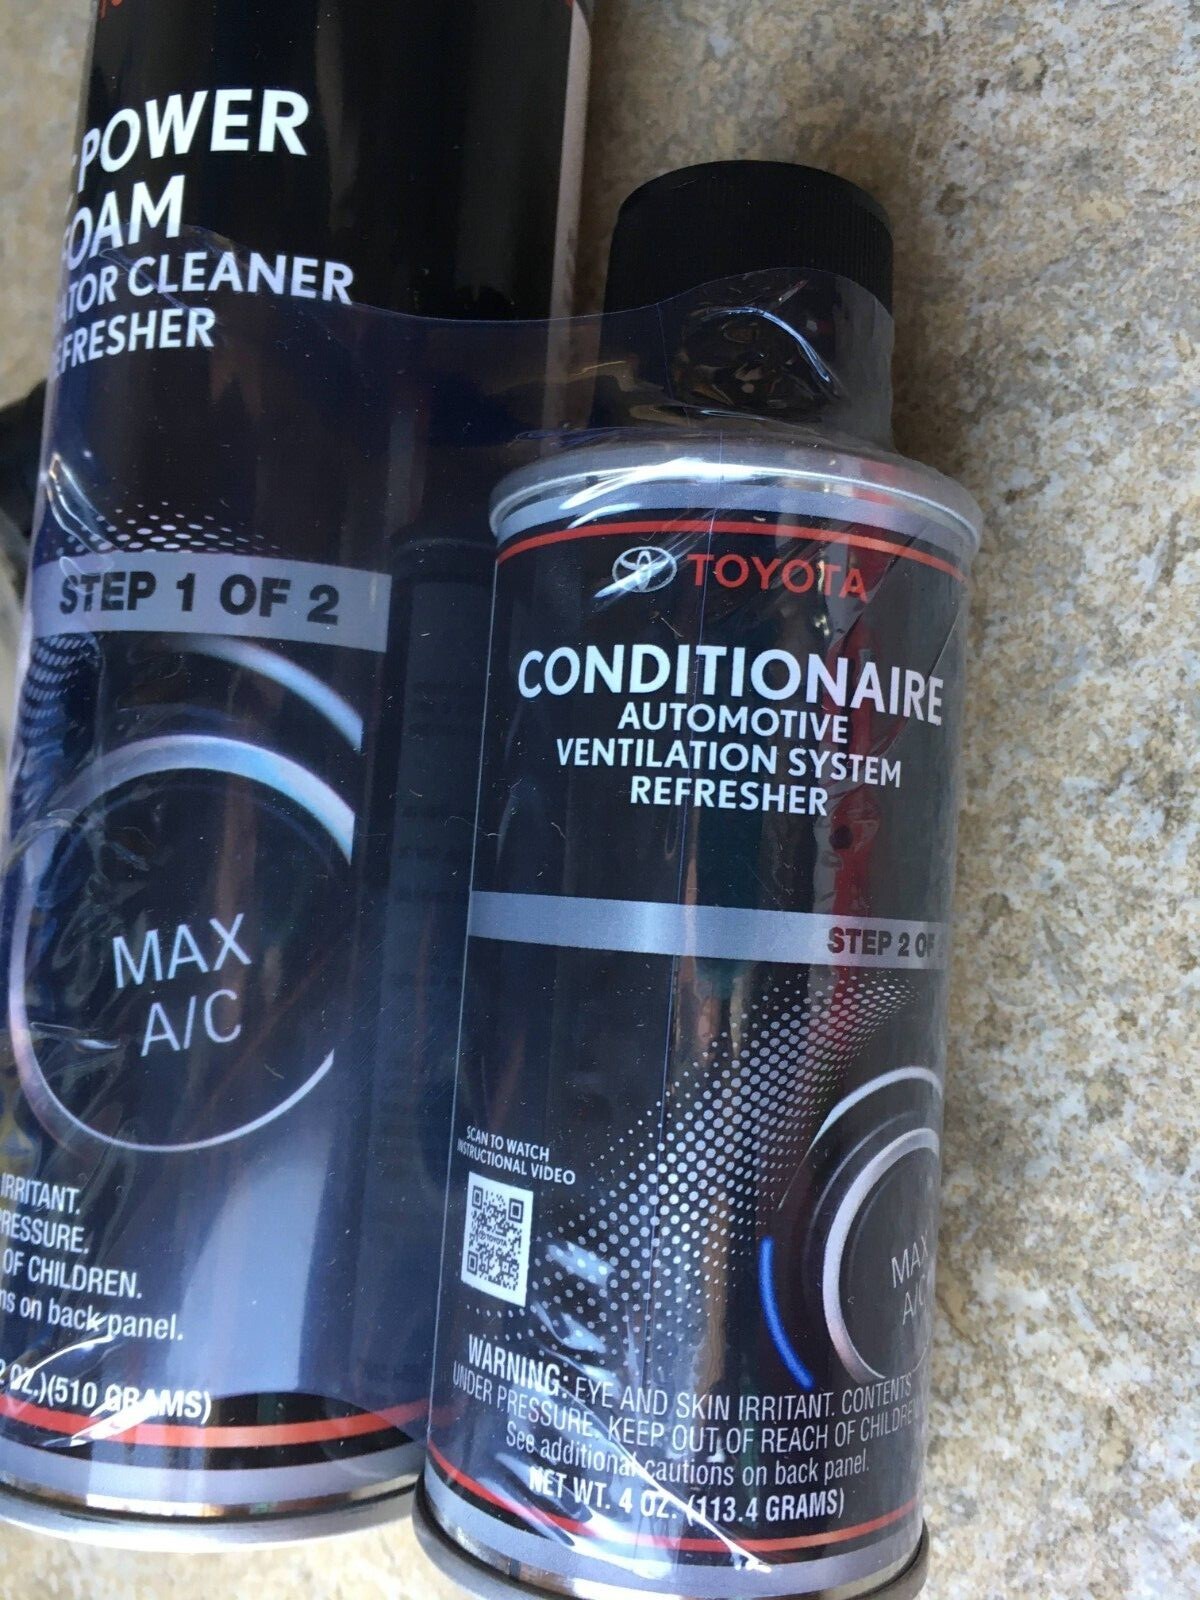 POWER
OAM
ATOR CLEANER
EFRESHER
STEP 1 OF 2
MAX
A/C
IRRITANT.
RESSURE.
OF CHILDREN.
ns on back panel.
2 OZ.)(510 GRAMS)
TOYOTA
CONDITIONAIRE
AUTOMOTIVE
VENTILATION SYSTEM
REFRESHER
STEP 2 OF
SCAN TO WATCH
INSTRUCTIONAL VIDEO
MAX
A/C
WARNING: EYE AND SKIN IRRITANT. CONTENTS
UNDER PRESSURE. KEEP OUT OF REACH OF CHILDREN
See additional cautions on back panel.
NET WT. 4 OZ. (113.4 GRAMS)